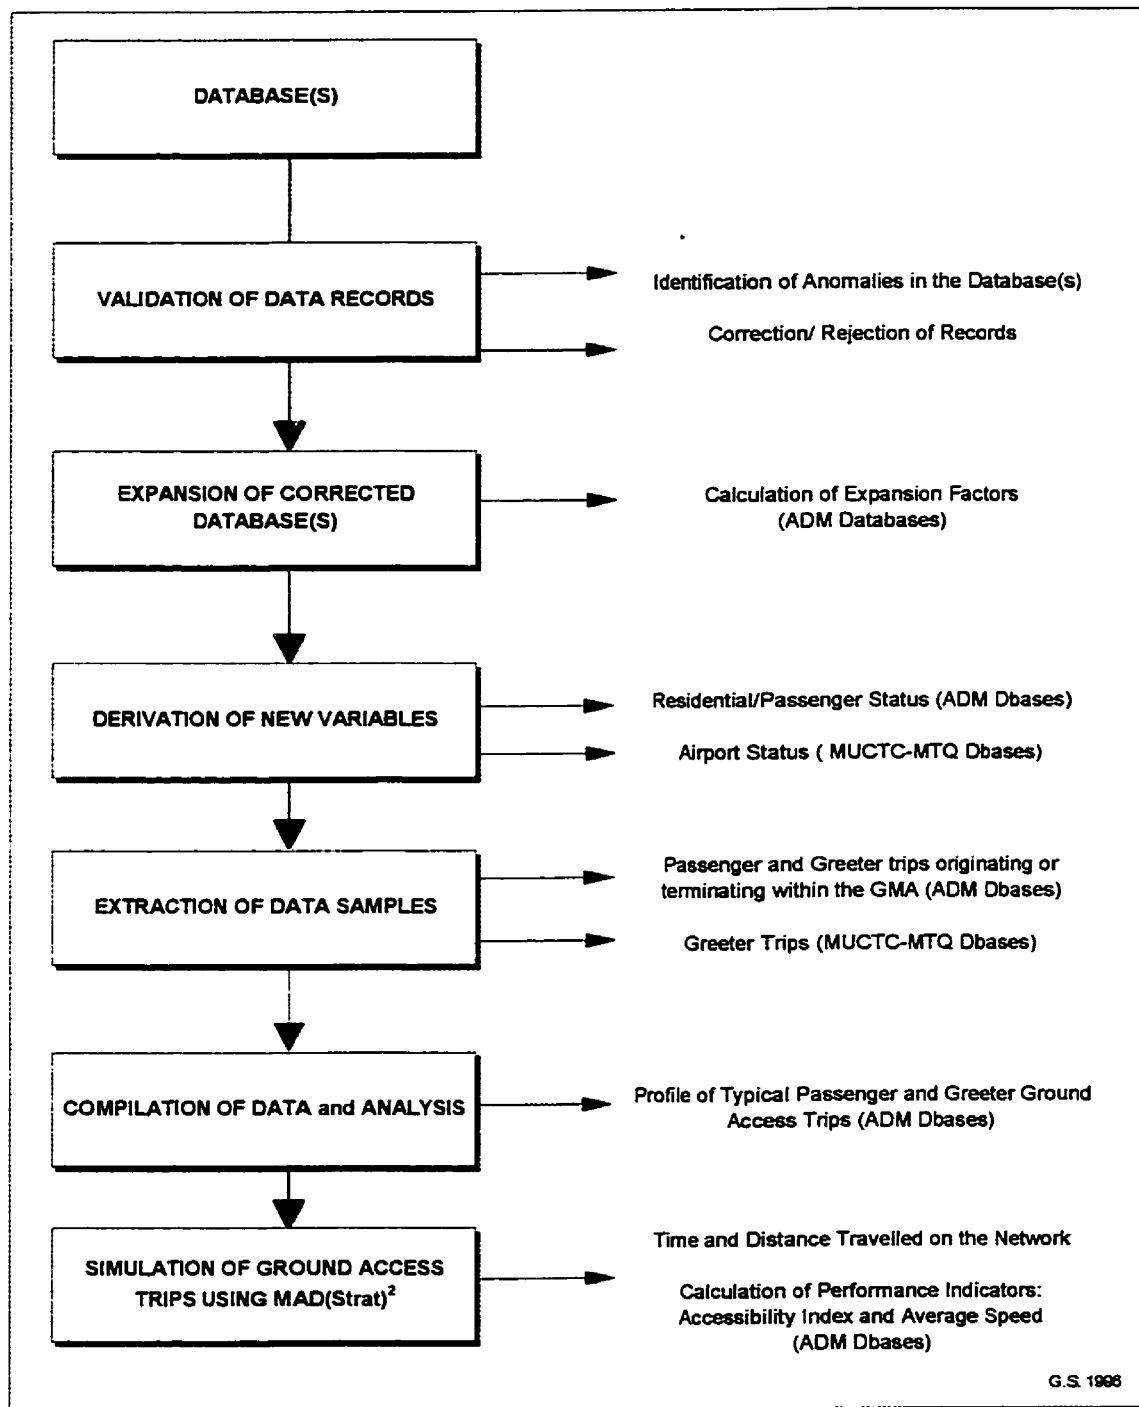 DATABASE(S)
VALIDATION OF DATA RECORDS
Identification of Anomalies in the Database(s)
Correction/ Rejection of Records
EXPANSION OF CORRECTED
DATABASE(S)
Calculation of Expansion Factors
(ADM Databases)
DERIVATION OF NEW VARIABLES
Residential/Passenger Status (ADM Dbases)
Airport Status ( MUCTC-MTQ Dbases)
EXTRACTION OF DATA SAMPLES
Passenger and Greeter trips originating or
terminating within the GMA (ADM Dbases)
Greeter Trips (MUCTC-MTQ Dbases)
COMPILATION OF DATA and ANALYSIS
Profile of Typical Passenger and Greeter Ground
Access Trips (ADM Dbases)
SIMULATION OF GROUND ACCESS
TRIPS USING MAD(Strat)²
Time and Distance Travelled on the Network
Calculation of Performance Indicators:
Accessibility Index and Average Speed
(ADM Dbases)
G.S. 1996